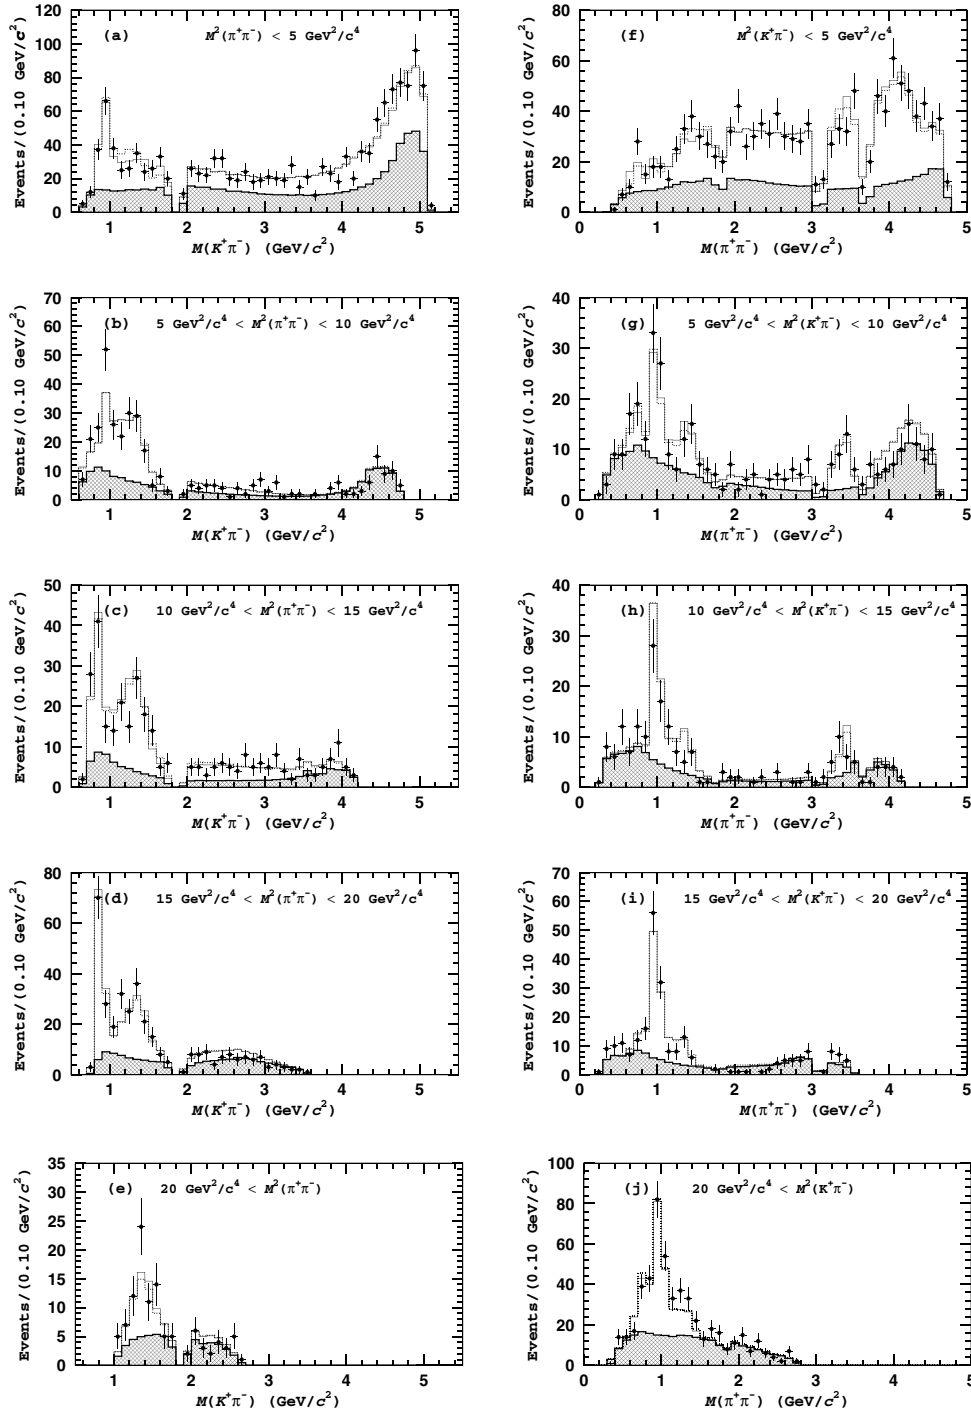 (a) M²(π⁺π⁻) < 5 GeV²/c⁴
Events/(0.10 GeV/c²)
120
100
80
60
40
20
0
1 2 3 4 5
M(K⁺π⁻) (GeV/c²)
(f) M²(K⁺π⁻) < 5 GeV²/c⁴
Events/(0.10 GeV/c²)
80
60
40
20
0
0 1 2 3 4 5
M(π⁺π⁻) (GeV/c²)
(b) 5 GeV²/c⁴ < M²(π⁺π⁻) < 10 GeV²/c⁴
Events/(0.10 GeV/c²)
70
60
50
40
30
20
10
0
1 2 3 4 5
M(K⁺π⁻) (GeV/c²)
(g) 5 GeV²/c⁴ < M²(K⁺π⁻) < 10 GeV²/c⁴
Events/(0.10 GeV/c²)
40
30
20
10
0
0 1 2 3 4 5
M(π⁺π⁻) (GeV/c²)
(c) 10 GeV²/c⁴ < M²(π⁺π⁻) < 15 GeV²/c⁴
Events/(0.10 GeV/c²)
50
40
30
20
10
0
1 2 3 4 5
M(K⁺π⁻) (GeV/c²)
(h) 10 GeV²/c⁴ < M²(K⁺π⁻) < 15 GeV²/c⁴
Events/(0.10 GeV/c²)
40
30
20
10
0
0 1 2 3 4 5
M(π⁺π⁻) (GeV/c²)
(d) 15 GeV²/c⁴ < M²(π⁺π⁻) < 20 GeV²/c⁴
Events/(0.10 GeV/c²)
80
60
40
20
0
1 2 3 4 5
M(K⁺π⁻) (GeV/c²)
(i) 15 GeV²/c⁴ < M²(K⁺π⁻) < 20 GeV²/c⁴
Events/(0.10 GeV/c²)
70
60
50
40
30
20
10
0
0 1 2 3 4 5
M(π⁺π⁻) (GeV/c²)
(e) 20 GeV²/c⁴ < M²(π⁺π⁻)
Events/(0.10 GeV/c²)
35
30
25
20
15
10
5
0
1 2 3 4 5
M(K⁺π⁻) (GeV/c²)
(j) 20 GeV²/c⁴ < M²(K⁺π⁻)
Events/(0.10 GeV/c²)
100
80
60
40
20
0
0 1 2 3 4 5
M(π⁺π⁻) (GeV/c²)